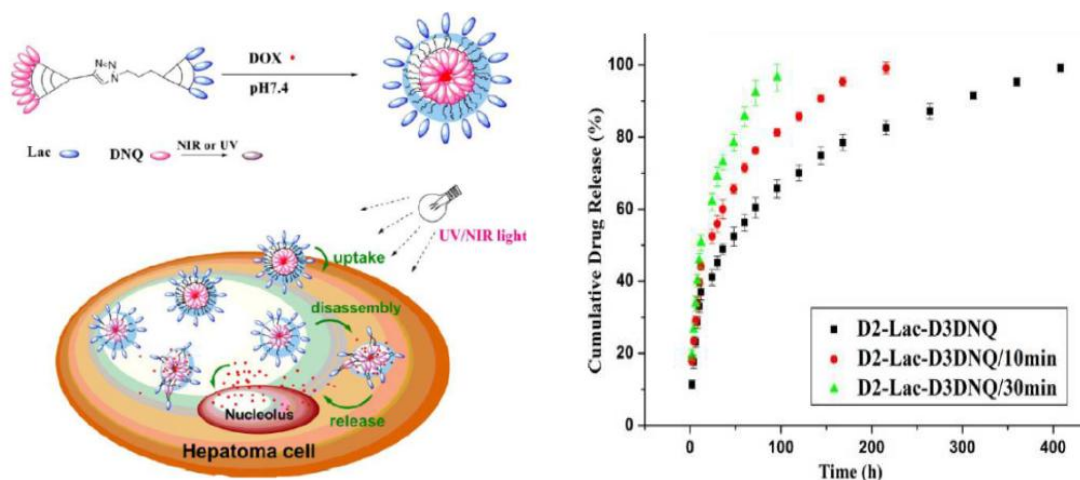 DOX
pH7.4
N=N
N
Lac
DNQ
NIR or UV
UV/NIR light
uptake
disassembly
release
Nucleolus
Hepatoma cell
Cumulative Drug Release (%)
100
80
60
40
20
0
D2-Lac-D3DNQ
D2-Lac-D3DNQ/10min
D2-Lac-D3DNQ/30min
0
100
200
300
400
Time (h)